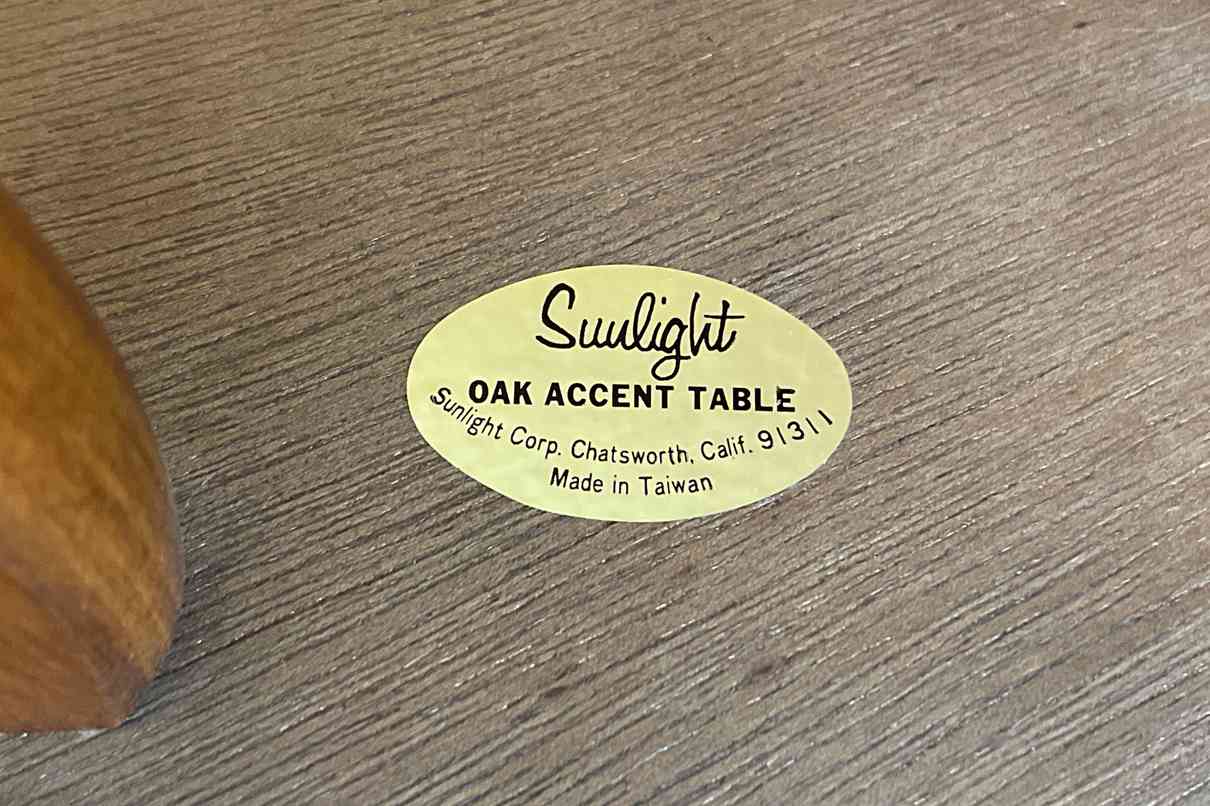 Sunlight
OAK ACCENT TABLE
Sunlight Corp. Chatsworth, Calif. 91311
Made in Taiwan